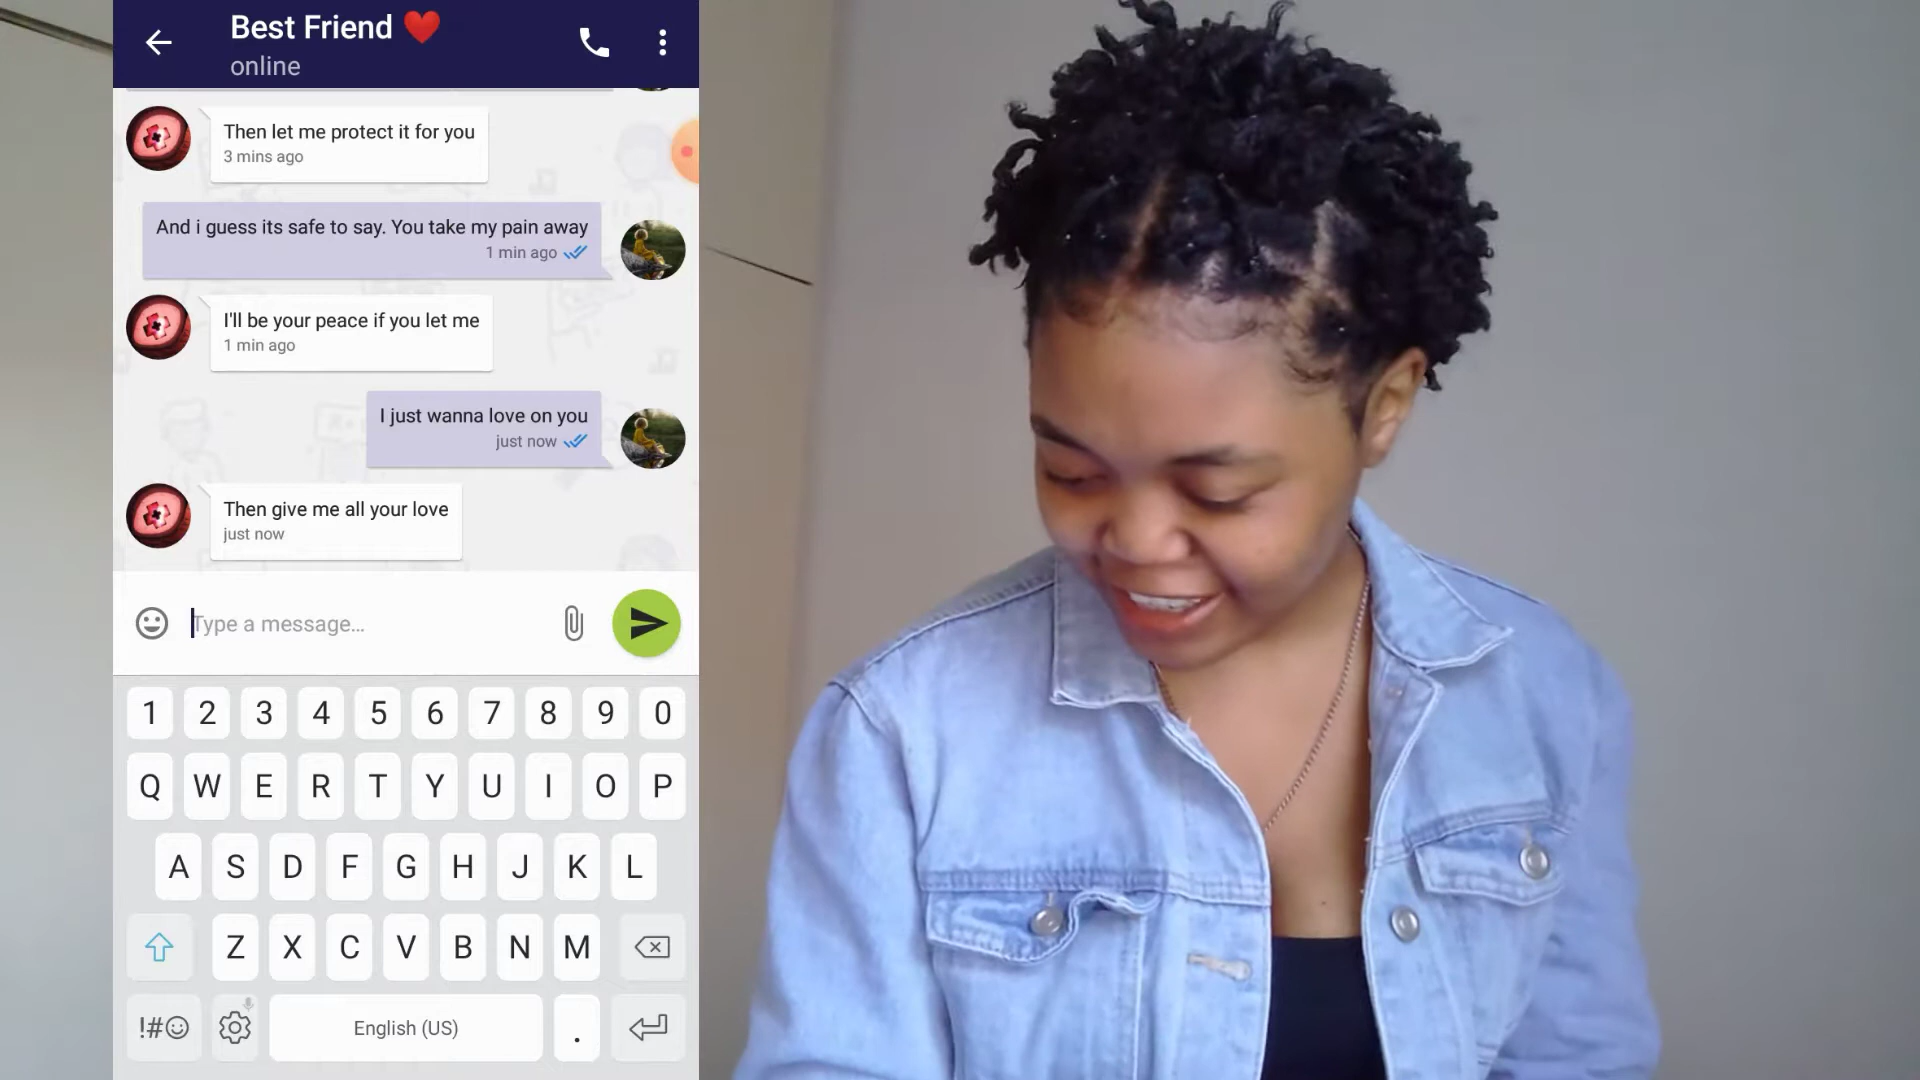 Best Friend ❤️
online
Then let me protect it for you
3 mins ago
And i guess its safe to say. You take my pain away
1 min ago
I'll be your peace if you let me
1 min ago
I just wanna love on you
just now
Then give me all your love
just now
Type a message...
1 2 3 4 5 6 7 8 9 0
Q W E R T Y U I O P
A S D F G H J K L
Z X C V B N M
!#☺ English (US) .